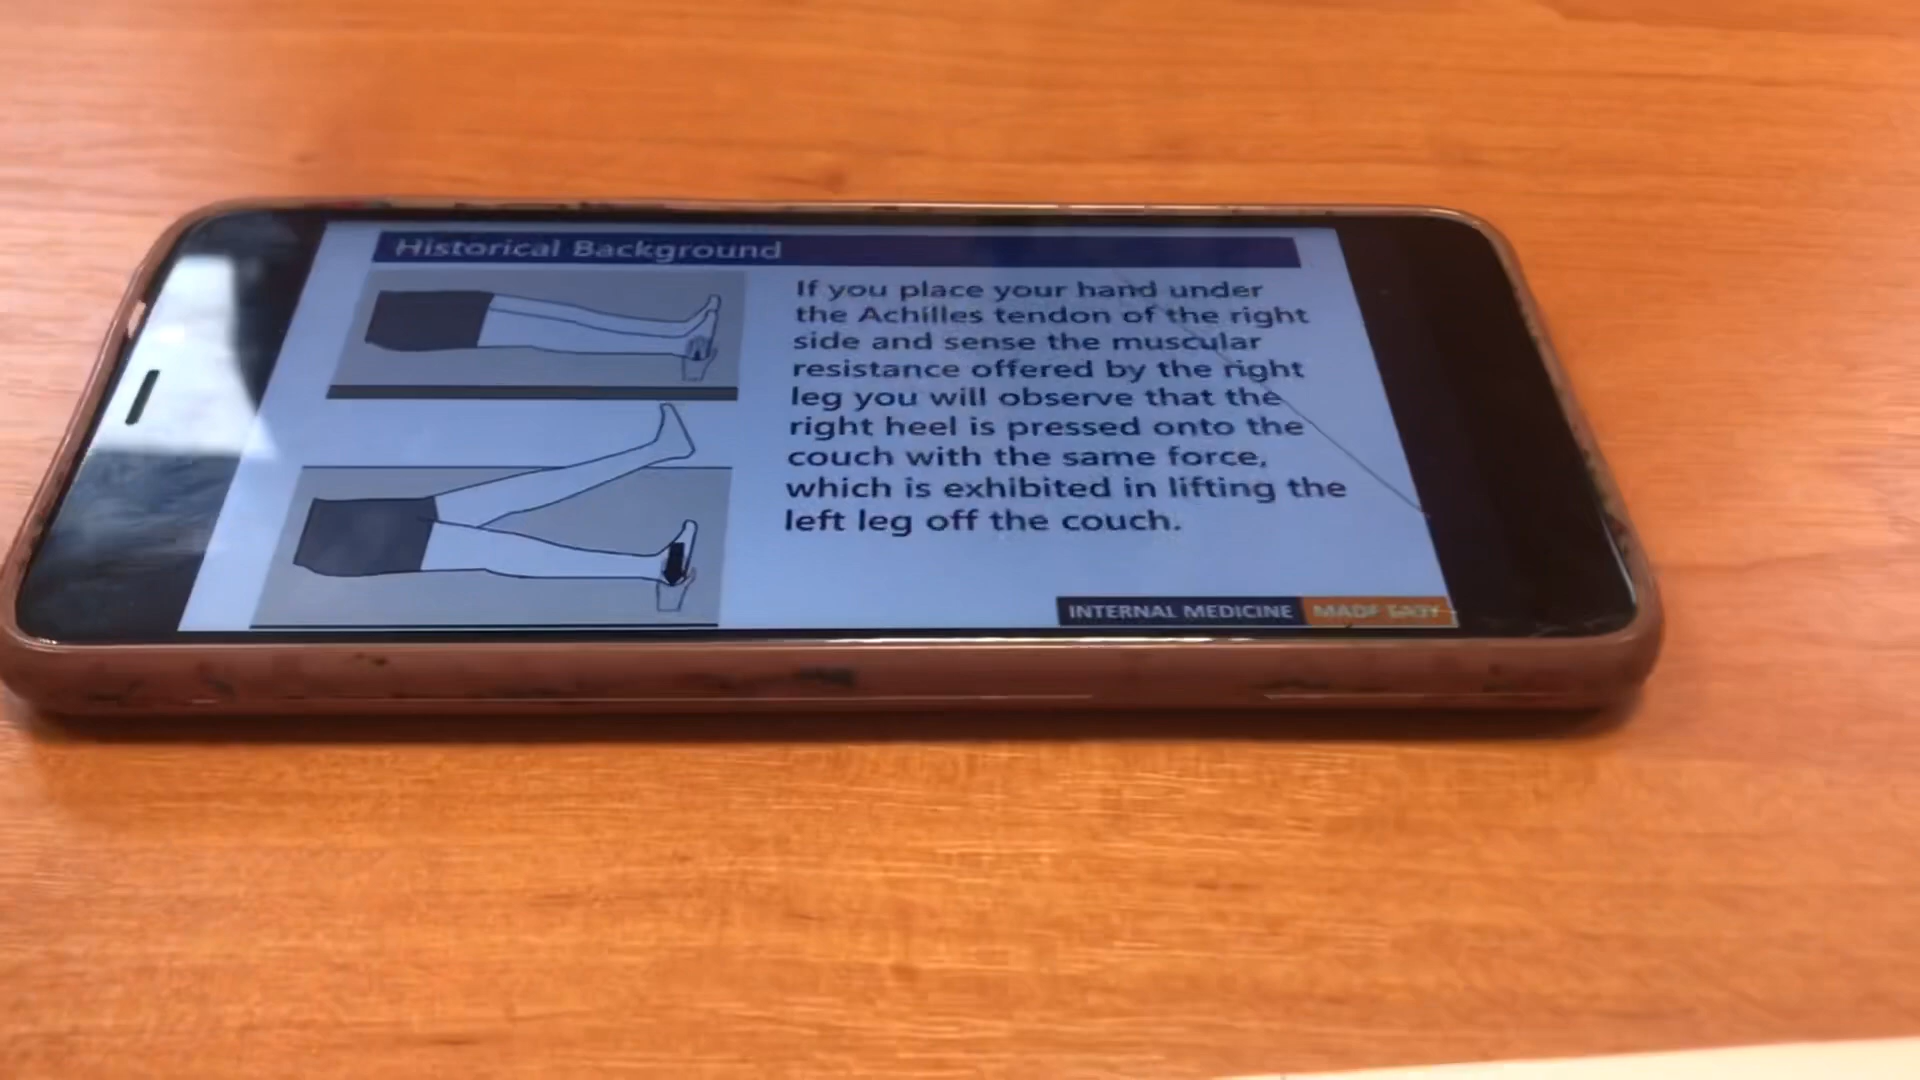 Historical Background
If you place your hand under
the Achilles tendon of the right
side and sense the muscular
resistance offered by the right
leg you will observe that the
right heel is pressed onto the
couch with the same force,
which is exhibited in lifting the
left leg off the couch.
INTERNAL MEDICINE MADE EASY